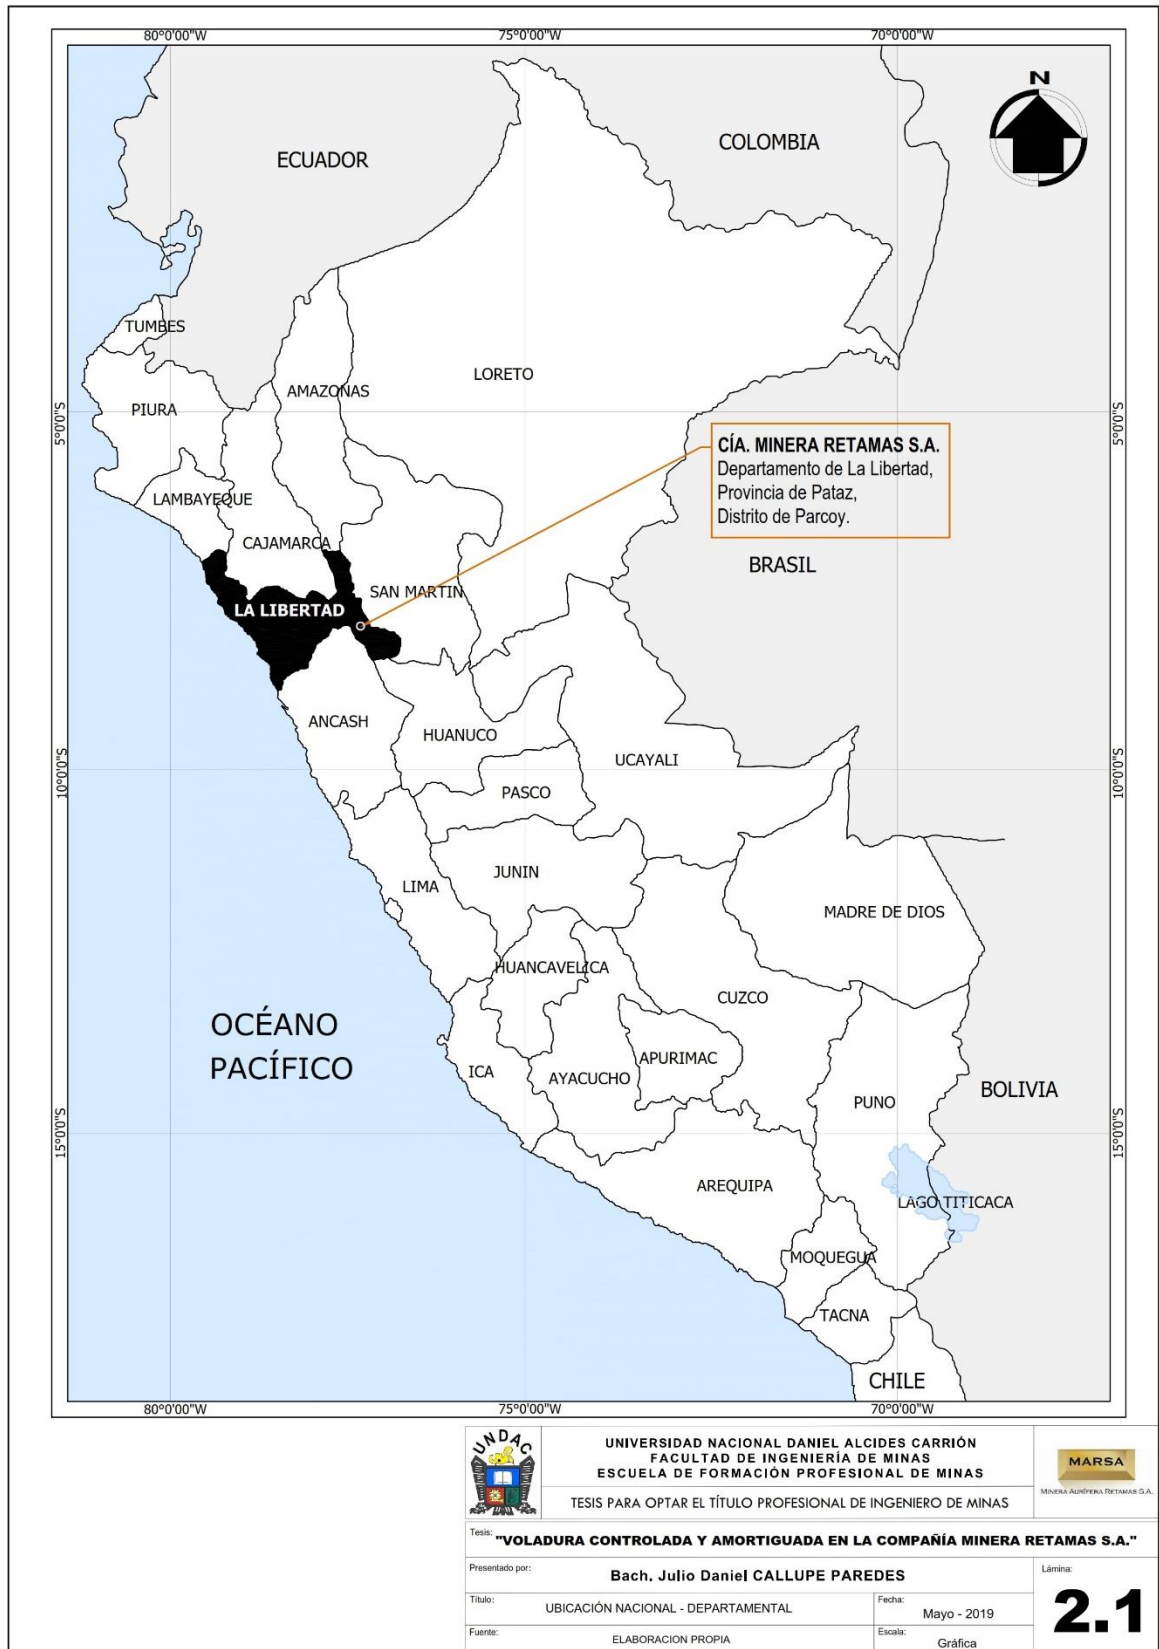 80°0'00"W 75°0'00"W 70°0'00"W
N
COLOMBIA
ECUADOR
TUMBES
LORETO
AMAZONAS
PIURA
5°0'0"S 5°0'0"S
CÍA. MINERA RETAMAS S.A.
Departamento de La Libertad,
Provincia de Pataz,
Distrito de Parcoy.
LAMBAYEQUE
CAJAMARCA
BRASIL
SAN MARTIN
LA LIBERTAD
ANCASH
HUANUCO
UCAYALI
10°0'0"S 10°0'0"S
PASCO
JUNIN
LIMA
MADRE DE DIOS
HUANCAVELICA
CUZCO
OCÉANO
PACÍFICO
APURIMAC
ICA
AYACUCHO
BOLIVIA
PUNO
15°0'0"S 15°0'0"S
AREQUIPA
LAGO TITICACA
MOQUEGUA
TACNA
CHILE
80°0'00"W 75°0'00"W 70°0'00"W
UNDAC
UNIVERSIDAD NACIONAL DANIEL ALCIDES CARRIÓN
FACULTAD DE INGENIERÍA DE MINAS
ESCUELA DE FORMACIÓN PROFESIONAL DE MINAS
TESIS PARA OPTAR EL TÍTULO PROFESIONAL DE INGENIERO DE MINAS
MARSA
MINERA AURÍFERA RETAMAS S.A.
Tesis: "VOLADURA CONTROLADA Y AMORTIGUADA EN LA COMPAÑÍA MINERA RETAMAS S.A."
Presentado por: Bach. Julio Daniel CALLUPE PAREDES
Lámina: 2.1
Título: UBICACIÓN NACIONAL - DEPARTAMENTAL
Fecha: Mayo - 2019
Fuente: ELABORACION PROPIA
Escala: Gráfica